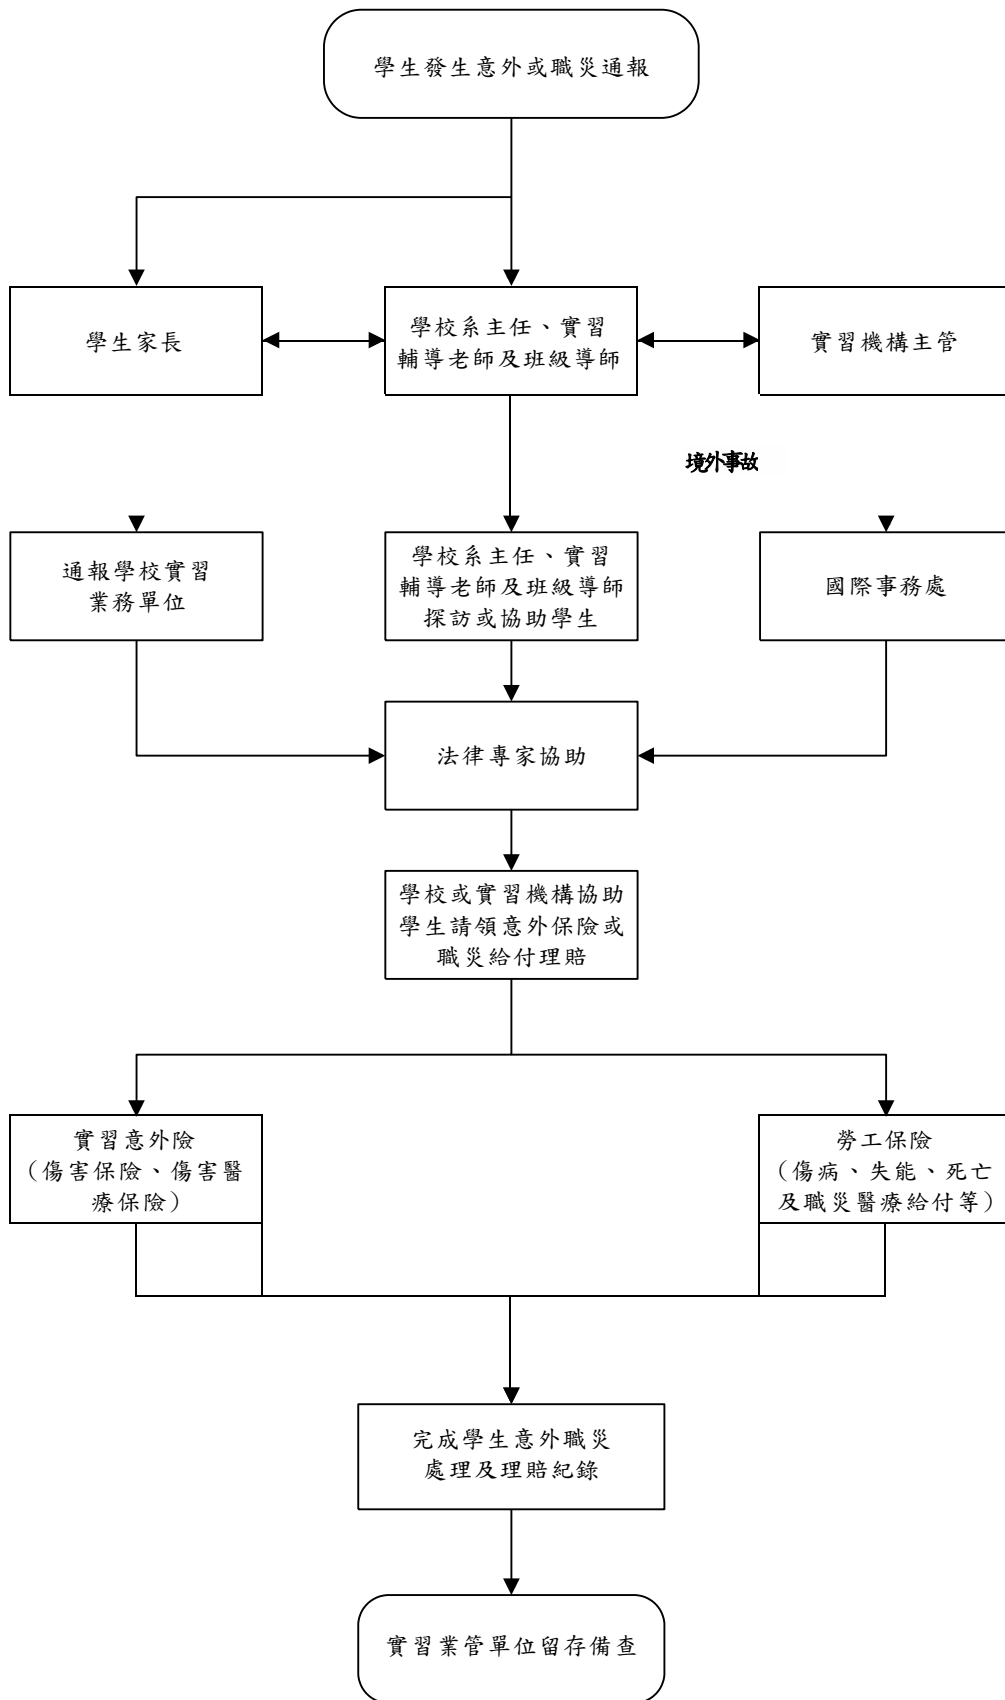 學生發生意外或職災通報
學生家長
學校系主任、實習
輔導老師及班級導師
實習機構主管
境外事故
通報學校實習
業務單位
學校系主任、實習
輔導老師及班級導師
探訪或協助學生
國際事務處
法律專家協助
學校或實習機構協助
學生請領意外保險或
職災給付理賠
實習意外險
（傷害保險、傷害醫
療保險）
勞工保險
（傷病、失能、死亡
及職災醫療給付等）
完成學生意外職災
處理及理賠紀錄
實習業管單位留存備查